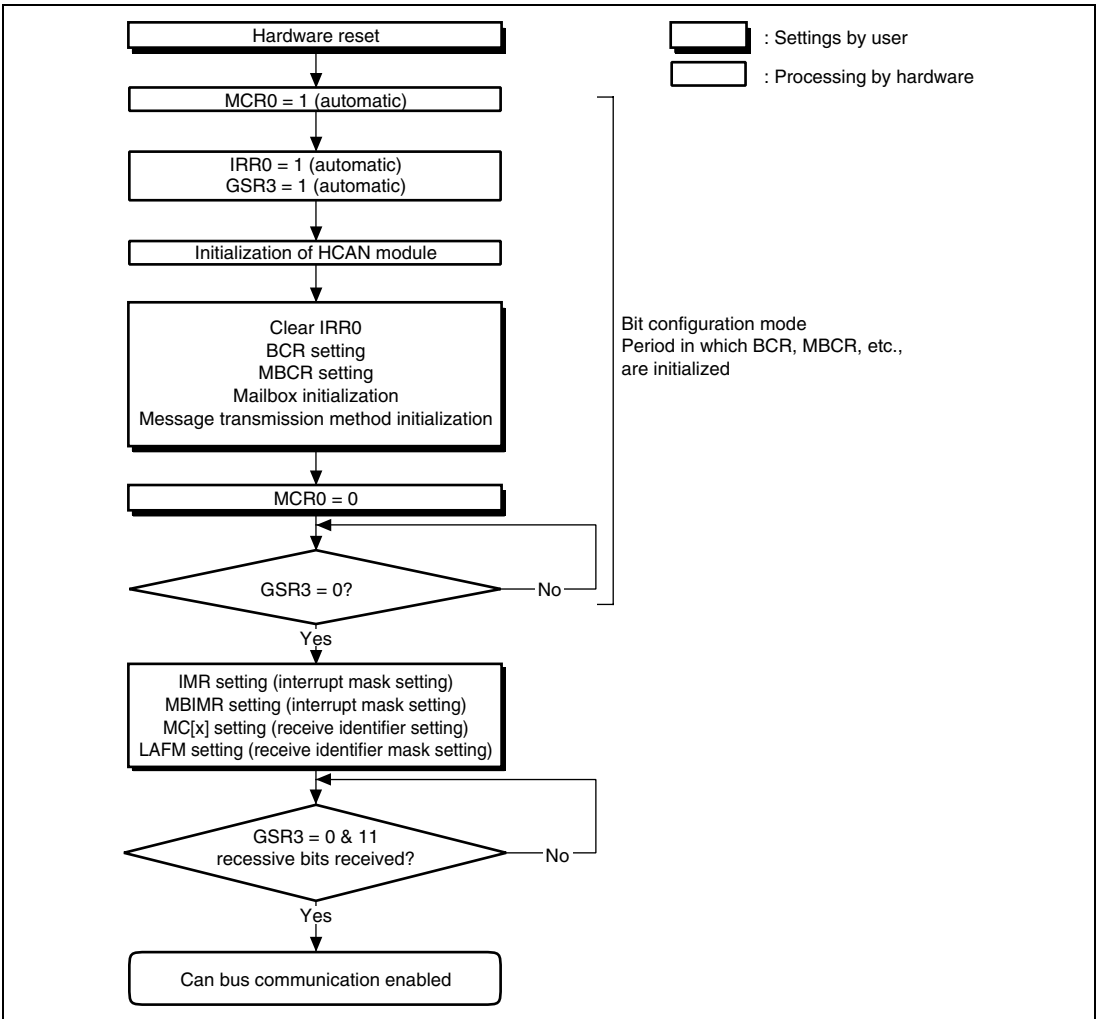 Hardware reset
: Settings by user
: Processing by hardware
MCR0 = 1 (automatic)
IRR0 = 1 (automatic)
GSR3 = 1 (automatic)
Initialization of HCAN module
Clear IRR0
BCR setting
MBCR setting
Mailbox initialization
Message transmission method initialization
Bit configuration mode
Period in which BCR, MBCR, etc.,
are initialized
MCR0 = 0
GSR3 = 0?
No
Yes
IMR setting (interrupt mask setting)
MBIMR setting (interrupt mask setting)
MC[x] setting (receive identifier setting)
LAFM setting (receive identifier mask setting)
GSR3 = 0 & 11
recessive bits received?
No
Yes
Can bus communication enabled